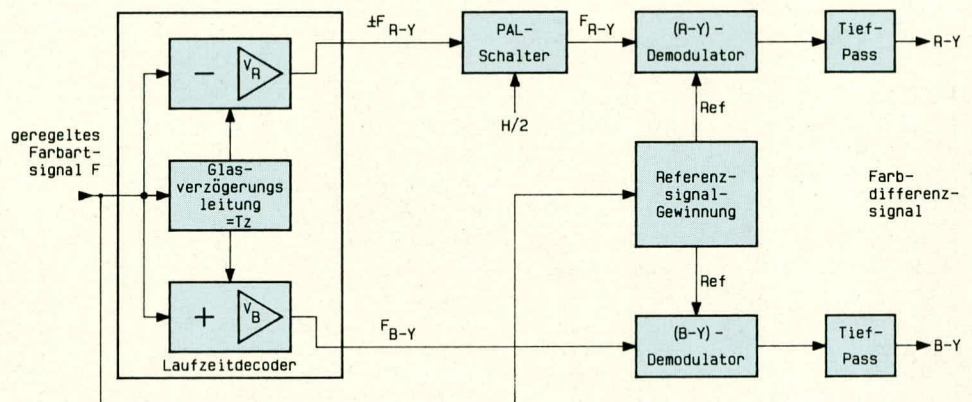 ±F R-Y
PAL-
Schalter
F R-Y
(R-Y)-
Demodulator
Tief-
Pass
R-Y
−
V R
H/2
Ref
geregeltes
Farbart-
signal F
Glas-
verzögerungs
leitung
=Tz
Referenz-
signal-
Gewinnung
Farb-
differenz-
signal
Ref
+
V B
F B-Y
(B-Y)-
Demodulator
Tief-
Pass
B-Y
Laufzeitdecoder